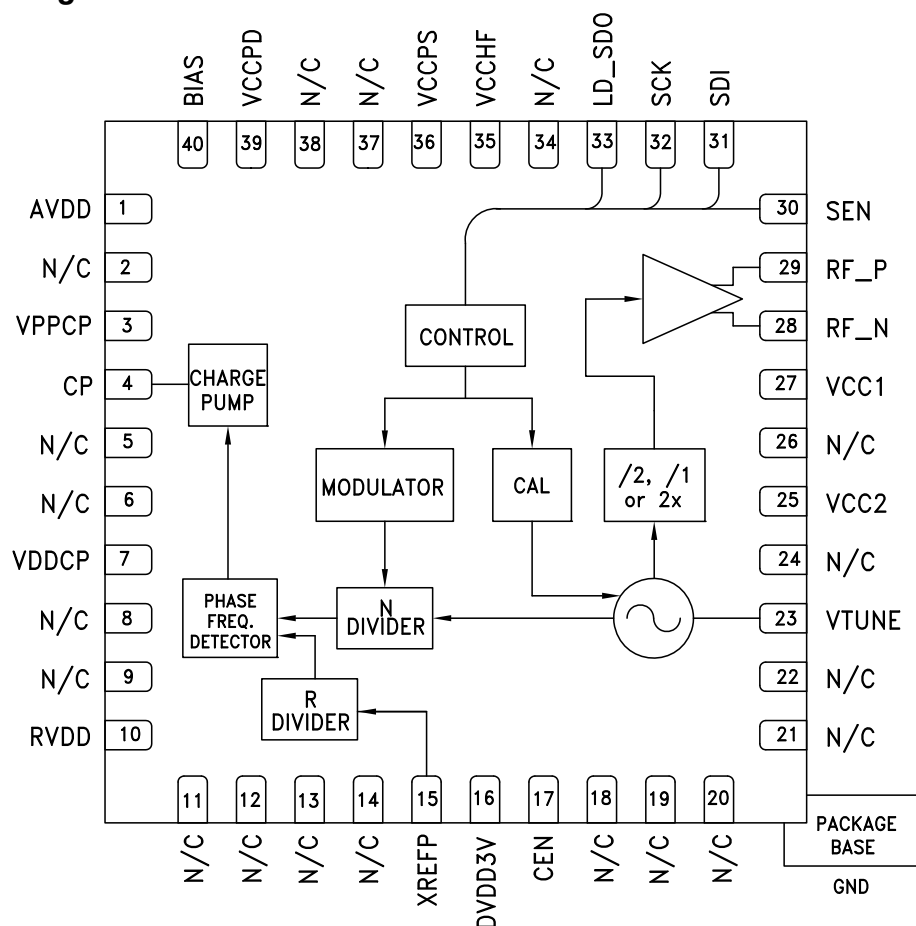 BIAS
VCCPD
N/C
N/C
VCCPS
VCCHF
N/C
LD_SDO
SCK
SDI
40
39
38
37
36
35
34
33
32
31
AVDD 1
N/C 2
VPPCP 3
CP 4
N/C 5
N/C 6
VDDCP 7
N/C 8
N/C 9
RVDD 10
30 SEN
29 RF_P
28 RF_N
27 VCC1
26 N/C
25 VCC2
24 N/C
23 VTUNE
22 N/C
21 N/C
CONTROL
CHARGE
PUMP
MODULATOR
CAL
/2, /1
or 2x
PHASE
FREQ.
DETECTOR
N
DIVIDER
R
DIVIDER
11
12
13
14
15
16
17
18
19
20
N/C
N/C
N/C
N/C
XREFP
DVDD3V
CEN
N/C
N/C
N/C
PACKAGE
BASE
GND